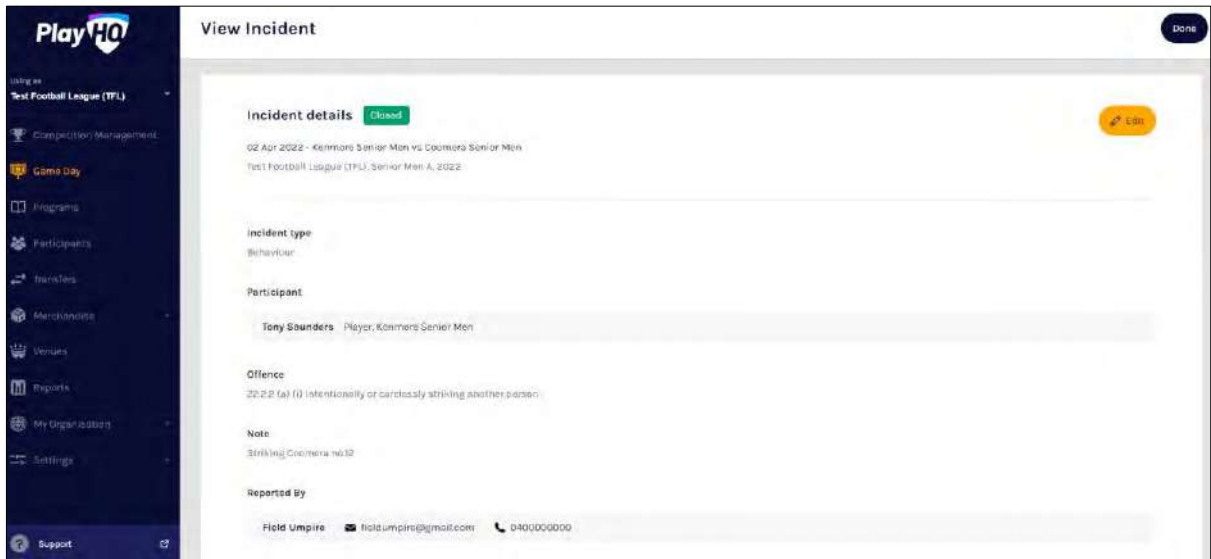 PlayHQ
Using as
Test Football League (TFL)
Competition Management
Game Day
Programs
Participants
Transfers
Merchandise
Venues
Reports
My Organisation
Settings
Support
View Incident
Done
Incident details Closed
Edit
02 Apr 2022 - Kenmore Senior Men vs Coomera Senior Men
Test Football League (TFL), Senior Men A, 2022
Incident type
Behaviour
Participant
Tony Saunders Player, Kenmore Senior Men
Offence
22.2.2 (a) (i) intentionally or carelessly striking another person
Note
Striking Coomera no.12
Reported By
Field Umpire fieldumpire@gmail.com 0400000000